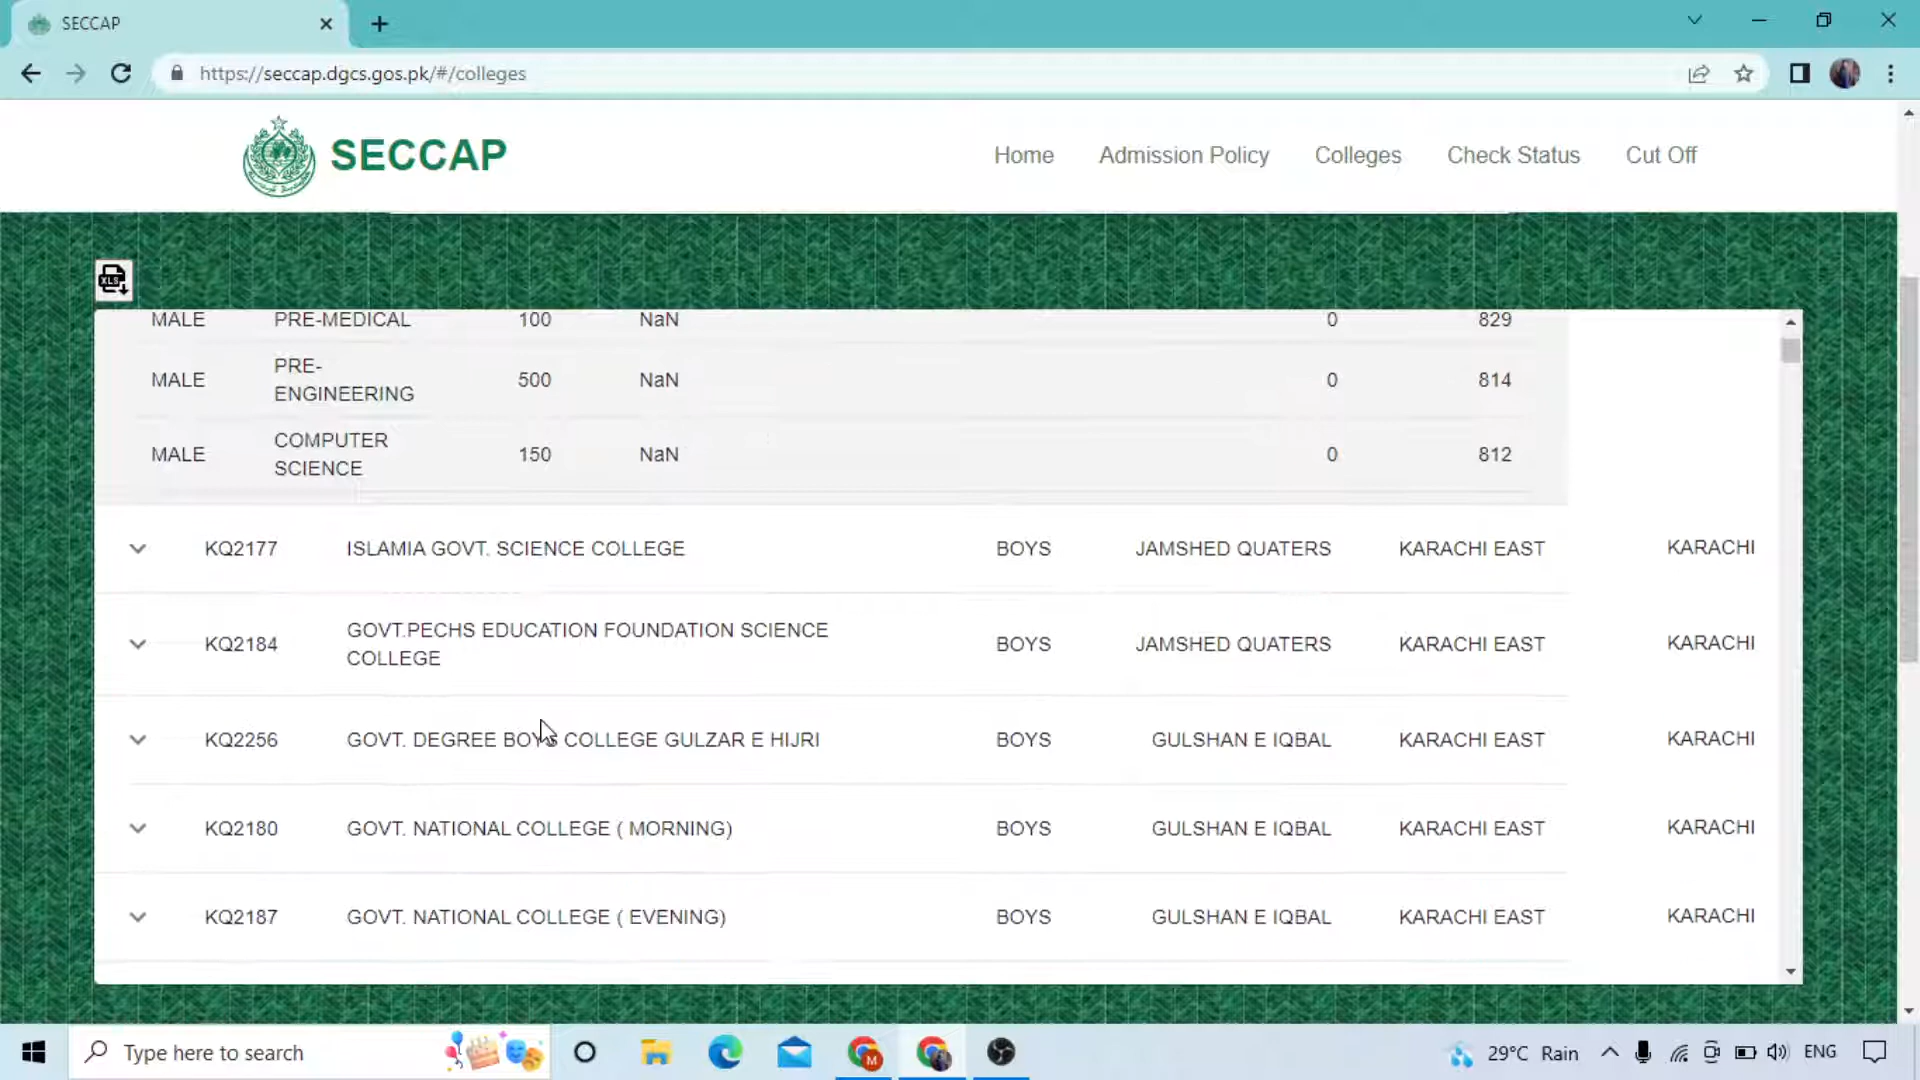 SECCAP
https://seccap.dgcs.gos.pk/#/colleges
SECCAP
Home Admission Policy Colleges Check Status Cut Off
XLS
MALE PRE-MEDICAL 100 NaN 0 829
MALE PRE-
ENGINEERING 500 NaN 0 814
MALE COMPUTER
SCIENCE 150 NaN 0 812
KQ2177 ISLAMIA GOVT. SCIENCE COLLEGE BOYS JAMSHED QUATERS KARACHI EAST KARACHI
KQ2184 GOVT.PECHS EDUCATION FOUNDATION SCIENCE
COLLEGE BOYS JAMSHED QUATERS KARACHI EAST KARACHI
KQ2256 GOVT. DEGREE BOYS COLLEGE GULZAR E HIJRI BOYS GULSHAN E IQBAL KARACHI EAST KARACHI
KQ2180 GOVT. NATIONAL COLLEGE ( MORNING) BOYS GULSHAN E IQBAL KARACHI EAST KARACHI
KQ2187 GOVT. NATIONAL COLLEGE ( EVENING) BOYS GULSHAN E IQBAL KARACHI EAST KARACHI
Type here to search
M
29°C Rain
ENG